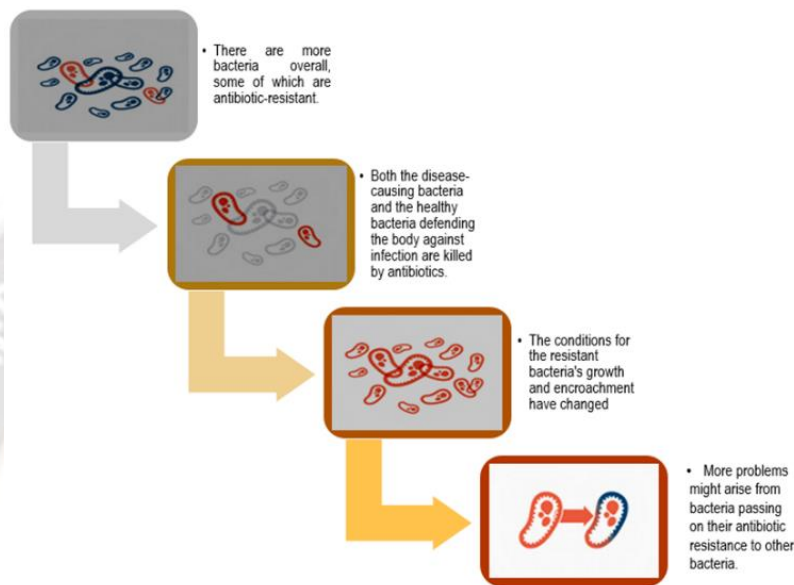 • There are more
bacteria overall,
some of which are
antibiotic-resistant.
• Both the disease-
causing bacteria
and the healthy
bacteria defending
the body against
infection are killed
by antibiotics.
• The conditions for
the resistant
bacteria's growth
and encroachment
have changed
• More problems
might arise from
bacteria passing
on their antibiotic
resistance to other
bacteria.